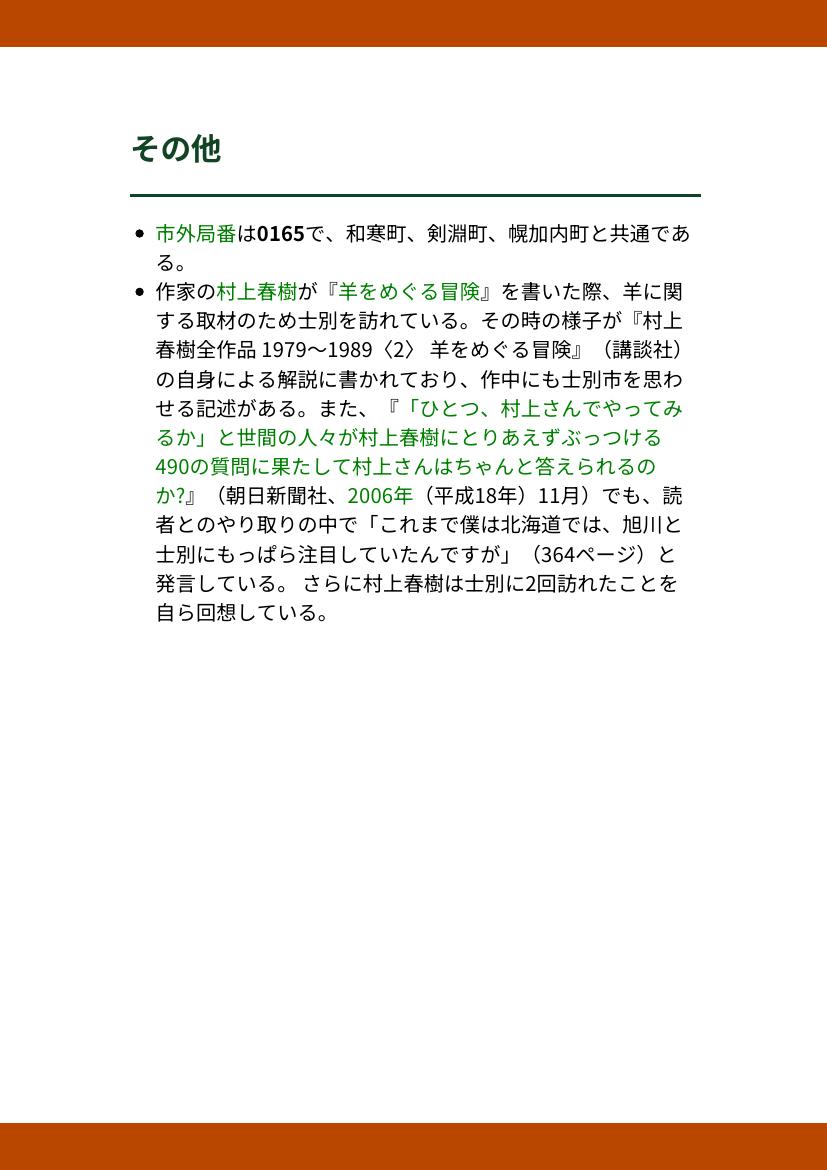 その他
市外局番は0165で、和寒町、剣淵町、幌加内町と共通であ
る。
作家の村上春樹が『羊をめぐる冒険』を書いた際、羊に関
する取材のため士別を訪れている。その時の様子が『村上
春樹全作品 1979〜1989〈2〉 羊をめぐる冒険』（講談社）
の自身による解説に書かれており、作中にも士別市を思わ
せる記述がある。また、『「ひとつ、村上さんでやってみ
るか」と世間の人々が村上春樹にとりあえずぶっつける
490の質問に果たして村上さんはちゃんと答えられるの
か?』（朝日新聞社、2006年（平成18年）11月）でも、読
者とのやり取りの中で「これまで僕は北海道では、旭川と
士別にもっぱら注目していたんですが」（364ページ）と
発言している。 さらに村上春樹は士別に2回訪れたことを
自ら回想している。